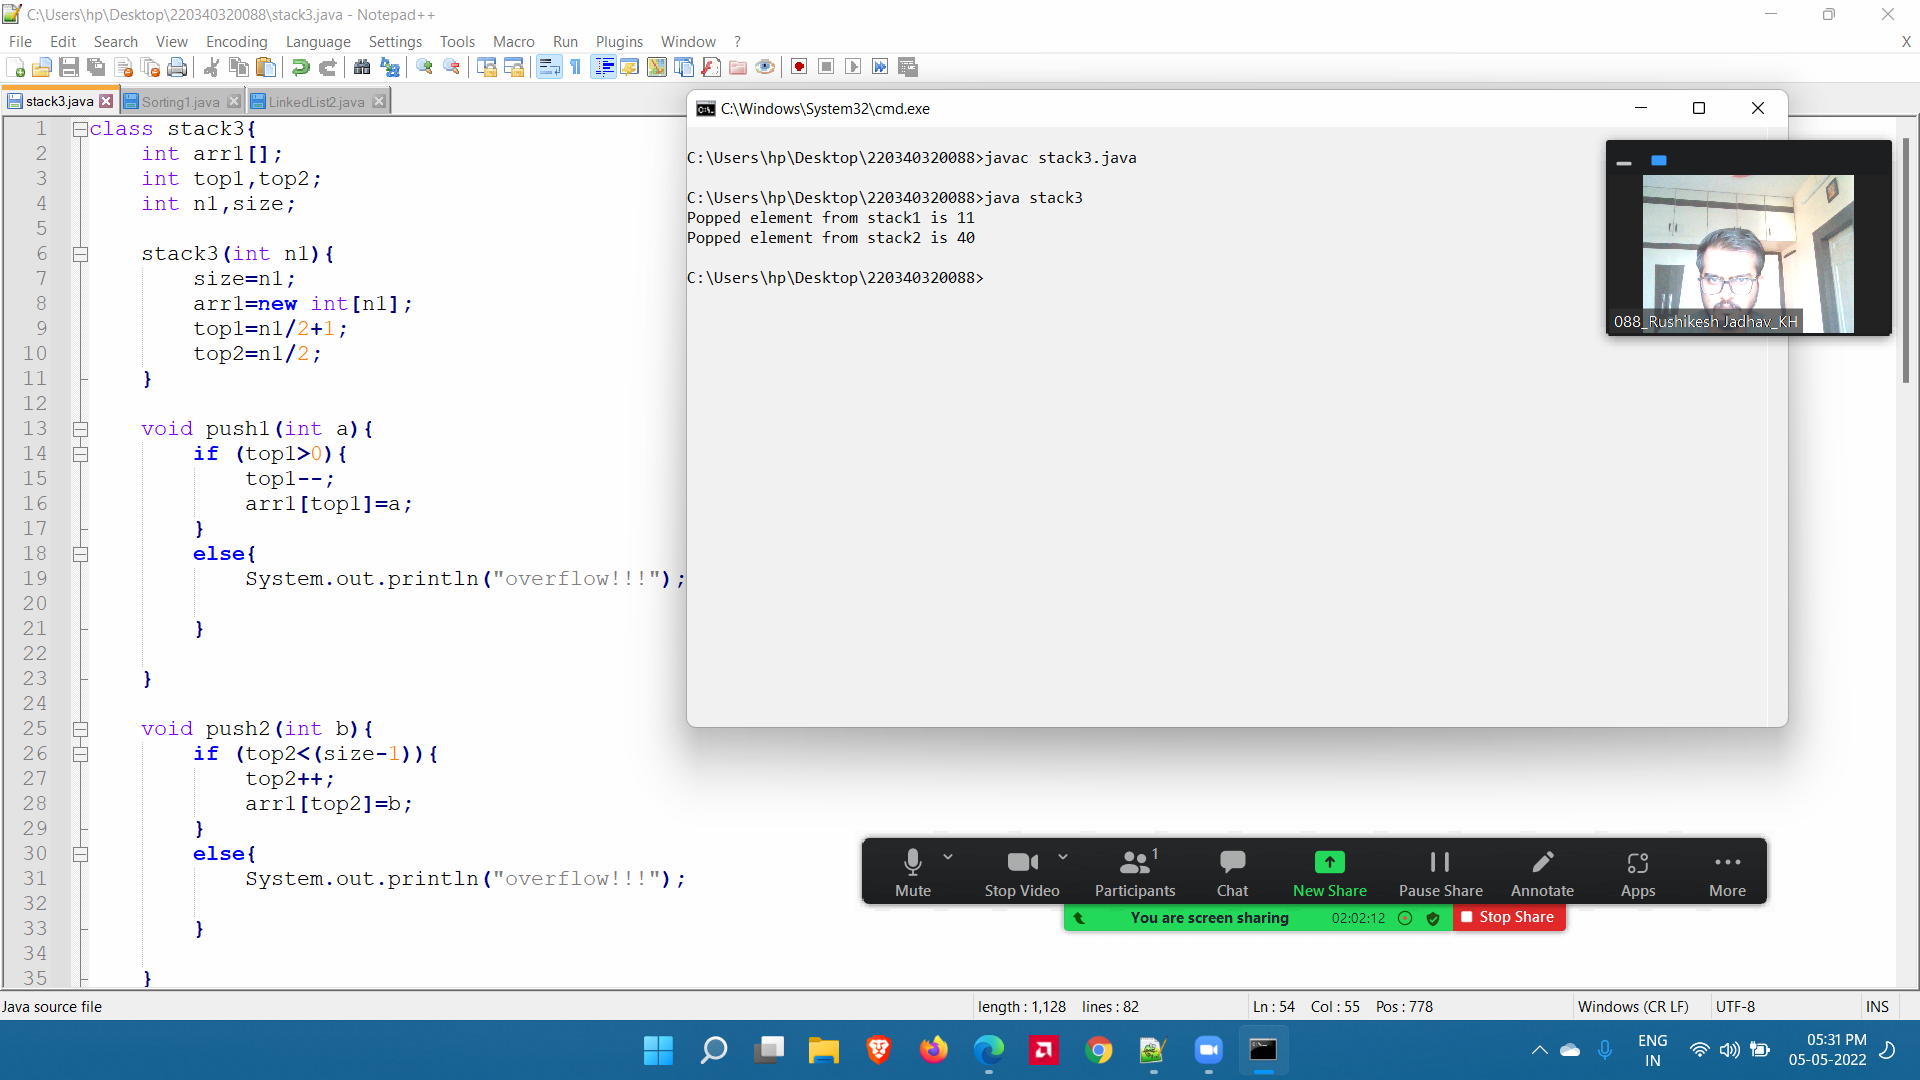 C:\Users\hp\Desktop\220340320088\stack3.java - Notepad++
File Edit Search View Encoding Language Settings Tools Macro Run Plugins Window ? X
stack3.java Sorting1.java LinkedList2.java
1 class stack3{
2 int arr1[];
3 int top1,top2;
4 int n1,size;
5
6 stack3(int n1){
7 size=n1;
8 arr1=new int[n1];
9 top1=n1/2+1;
10 top2=n1/2;
11 }
12
13 void push1(int a){
14 if (top1>0){
15 top1--;
16 arr1[top1]=a;
17 }
18 else{
19 System.out.println("overflow!!!");
20
21 }
22
23 }
24
25 void push2(int b){
26 if (top2<(size-1)){
27 top2++;
28 arr1[top2]=b;
29 }
30 else{
31 System.out.println("overflow!!!");
32
33 }
34
35 }
C:\Windows\System32\cmd.exe
C:\Users\hp\Desktop\220340320088>javac stack3.java
C:\Users\hp\Desktop\220340320088>java stack3
Popped element from stack1 is 11
Popped element from stack2 is 40
C:\Users\hp\Desktop\220340320088>
088_Rushikesh Jadhav_KH
1
Mute Stop Video Participants Chat New Share Pause Share Annotate Apps More
You are screen sharing 02:02:12 Stop Share
Java source file length : 1,128 lines : 82 Ln : 54 Col : 55 Pos : 778 Windows (CR LF) UTF-8 INS
ENG 05:31 PM
IN 05-05-2022